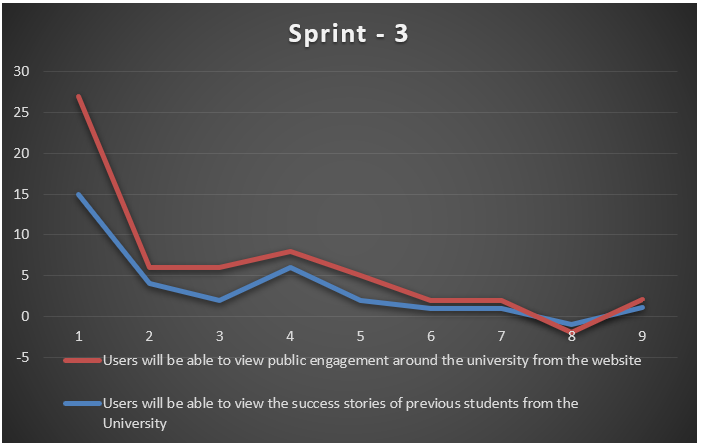 Sprint - 3
30
25
20
15
10
5
0
1 2 3 4 5 6 7 8 9
-5
Users will be able to view public engagement around the university from the website
Users will be able to view the success stories of previous students from the
University